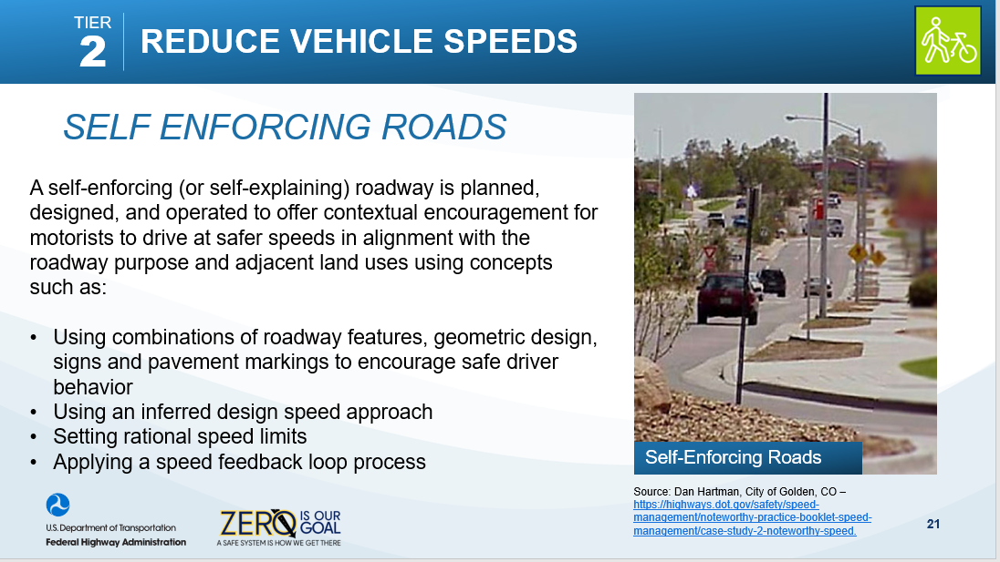 TIER
2
REDUCE VEHICLE SPEEDS
SELF ENFORCING ROADS
A self-enforcing (or self-explaining) roadway is planned,
designed, and operated to offer contextual encouragement for
motorists to drive at safer speeds in alignment with the
roadway purpose and adjacent land uses using concepts
such as:
• Using combinations of roadway features, geometric design,
signs and pavement markings to encourage safe driver
behavior
• Using an inferred design speed approach
• Setting rational speed limits
• Applying a speed feedback loop process
Self-Enforcing Roads
Source: Dan Hartman, City of Golden, CO –
https://highways.dot.gov/safety/speed-
management/noteworthy-practice-booklet-speed-
management/case-study-2-noteworthy-speed.
U.S. Department of Transportation
Federal Highway Administration
ZERO IS OUR
GOAL
A SAFE SYSTEM IS HOW WE GET THERE
21